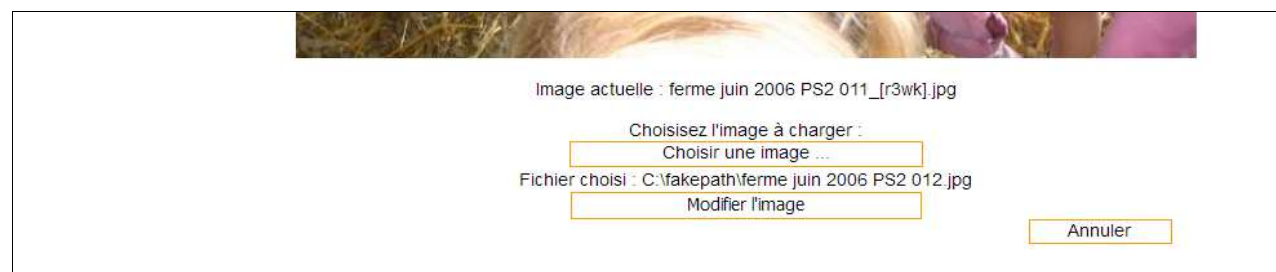 Image actuelle : ferme juin 2006 PS2 011_[r3wk].jpg
Choisisez l'image à charger :
Choisir une image ...
Fichier choisi : C:\fakepath\ferme juin 2006 PS2 012.jpg
Modifier l'image
Annuler